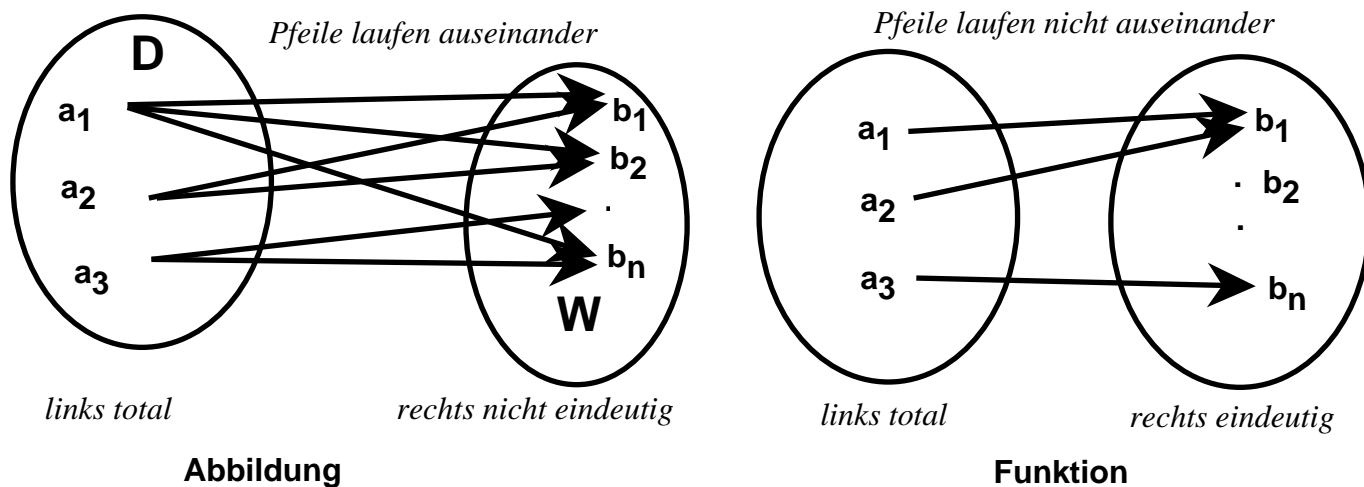 Pfeile laufen auseinander
D
a1
a2
a3
b1
b2
.
bn
W
links total
rechts nicht eindeutig
Abbildung
Pfeile laufen nicht auseinander
a1
a2
a3
b1
. b2
.
bn
links total
rechts eindeutig
Funktion